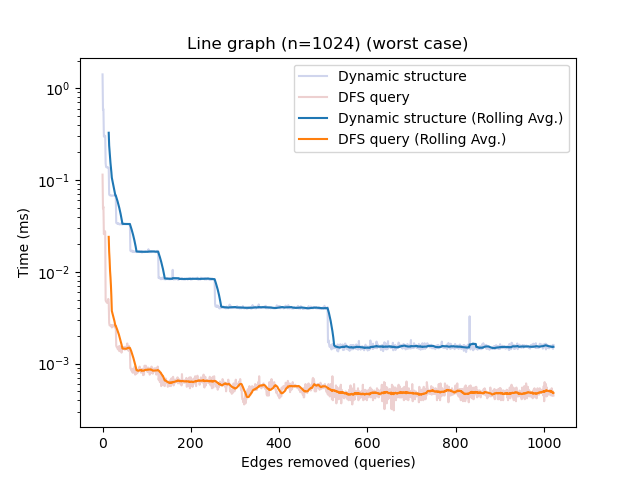 Line graph (n=1024) (worst case)
Dynamic structure
DFS query
Dynamic structure (Rolling Avg.)
DFS query (Rolling Avg.)
Time (ms)
10⁰
10⁻¹
10⁻²
10⁻³
0 200 400 600 800 1000
Edges removed (queries)